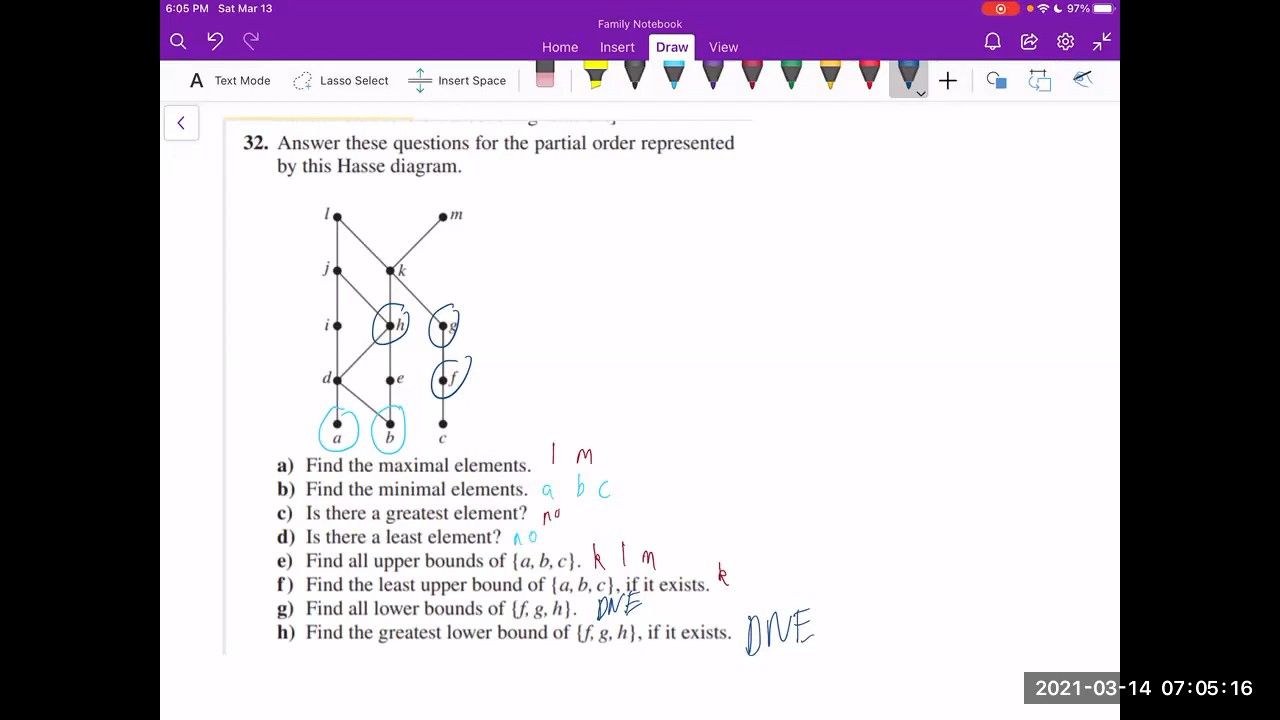 6:05 PM Sat Mar 13
97%
Family Notebook
Home Insert Draw View
A Text Mode Lasso Select Insert Space
32. Answer these questions for the partial order represented
by this Hasse diagram.
l m
j k
i h g
d e f
a b c
a) Find the maximal elements. l m
b) Find the minimal elements. a b c
c) Is there a greatest element? no
d) Is there a least element? no
e) Find all upper bounds of {a, b, c}. k l m
f) Find the least upper bound of {a, b, c}, if it exists. k
g) Find all lower bounds of {f, g, h}. DNE
h) Find the greatest lower bound of {f, g, h}, if it exists. DNE
2021-03-14 07:05:16